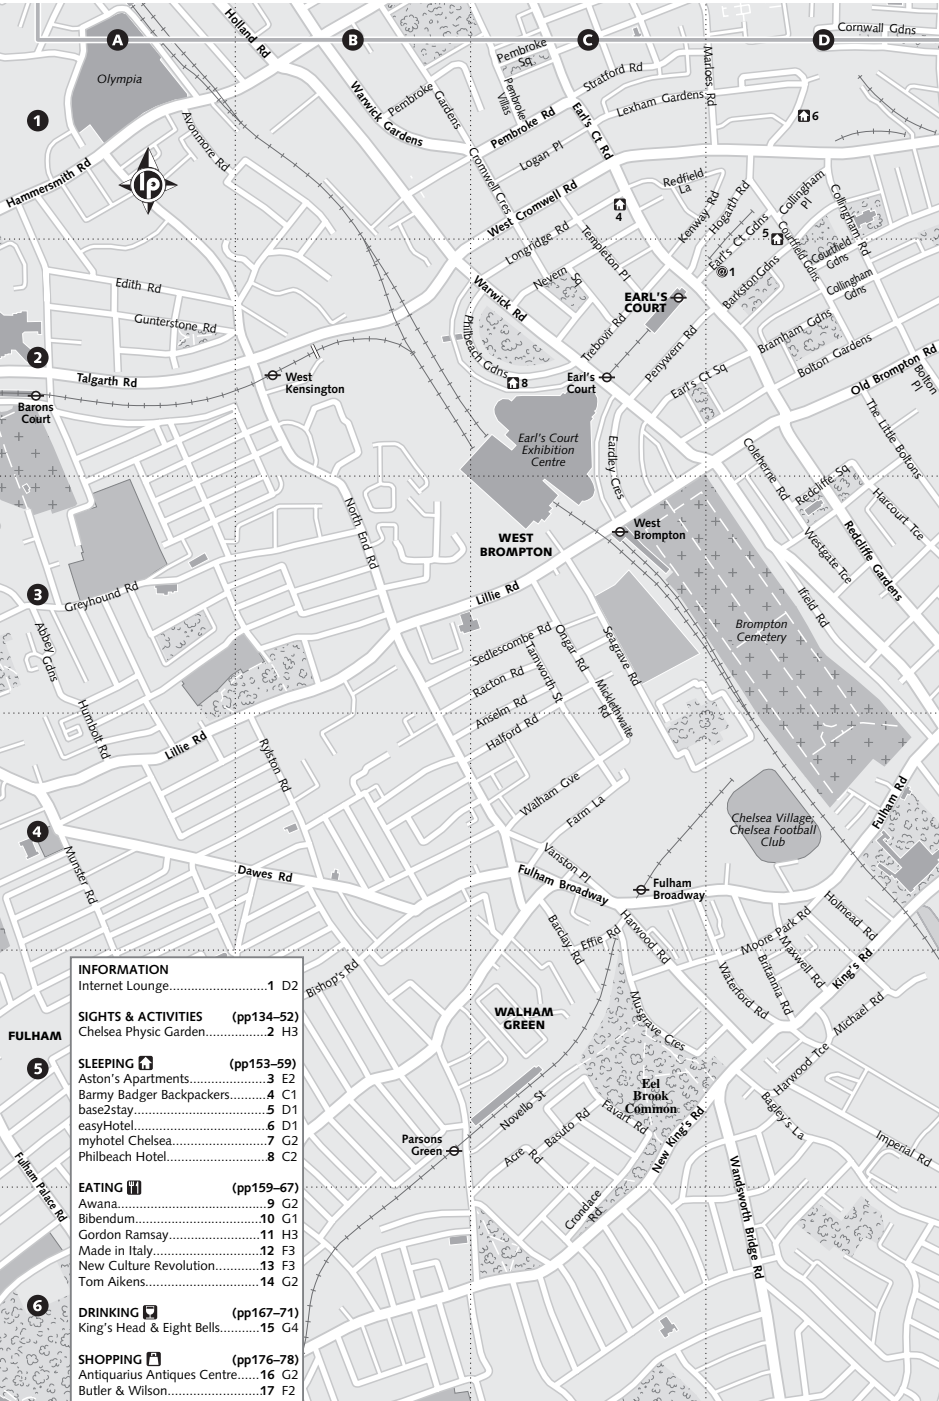 A
B
C
D
Cornwall Gdns
Holland Rd
Olympia
Pembroke
Sq
Stratford Rd
Marloes Rd
Warwick Gardens
Pembroke
Gardens
Pembroke
Villas
Pembroke Rd
Earl's Ct Rd
Lexham Gardens
6
1
Avonmore Rd
Hammersmith Rd
lp
Logan Pl
Cromwell Cres
West Cromwell Rd
Redfield
La
4
Kenway Rd
Hogarth Rd
Collingham
Pl
Collingham
Rd
5
Longridge Rd
Templeton Pl
Earl's Ct Gdns
Courtfield
Gdns
Courtfield
Gdns
@1
Barkston Gdns
Collingham
Gdns
Nevern
Sq
Edith Rd
Gunterstone Rd
Warwick Rd
EARL'S
COURT
Philbeach Gdns
Trebovir Rd
Penywern Rd
Bramham Gdns
Bolton Gardens
Old Brompton Rd
2
Talgarth Rd
West
Kensington
8
Earl's
Court
Earl's Ct Sq
Bolton
Pl
Barons
Court
The Little Boltons
Earl's Court
Exhibition
Centre
Eardley Cres
Coleherne Rd
Redcliffe Sq
Harcourt Tce
North End Rd
WEST
BROMPTON
West
Brompton
Westgate Tce
Redcliffe Gardens
3
Greyhound Rd
Lillie Rd
Ifield Rd
Abbey
Gdns
Brompton
Cemetery
Sedlescombe Rd
Ongar
Rd
Seagrave Rd
Tamworth St
Racton Rd
Micklethwaite
Rd
Anselm Rd
Halford Rd
Humbolt Rd
Lillie Rd
Rylston Rd
Walham Gve
Farm La
Fulham Rd
Chelsea Village;
Chelsea Football
Club
4
Munster Rd
Dawes Rd
Vanston Pl
Fulham Broadway
Fulham
Broadway
Holmead Rd
Barclay
Rd
Effie Rd
Harwood Rd
Moore Park Rd
Maxwell Rd
Britannia Rd
Waterford Rd
King's Rd
Bishop's Rd
WALHAM
GREEN
Musgrave Cres
Michael Rd
FULHAM
5
Harwood Tce
Eel
Brook
Common
Novello St
Favart Rd
Bagley's La
Basuto Rd
Parsons
Green
Acre
Rd
New King's Rd
Imperial Rd
Fulham Palace Rd
Crondace
Rd
Wandsworth Bridge Rd
6
INFORMATION
Internet Lounge............................1 D2
SIGHTS & ACTIVITIES (pp134–52)
Chelsea Physic Garden.................2 H3
SLEEPING (pp153–59)
Aston's Apartments......................3 E2
Barmy Badger Backpackers..........4 C1
base2stay.....................................5 D1
easyHotel.....................................6 D1
myhotel Chelsea...........................7 G2
Philbeach Hotel............................8 C2
EATING (pp159–67)
Awana..........................................9 G2
Bibendum...................................10 G1
Gordon Ramsay..........................11 H3
Made in Italy..............................12 F3
New Culture Revolution.............13 F3
Tom Aikens................................14 G2
DRINKING (pp167–71)
King's Head & Eight Bells...........15 G4
SHOPPING (pp176–78)
Antiquarius Antiques Centre......16 G2
Butler & Wilson..........................17 F2